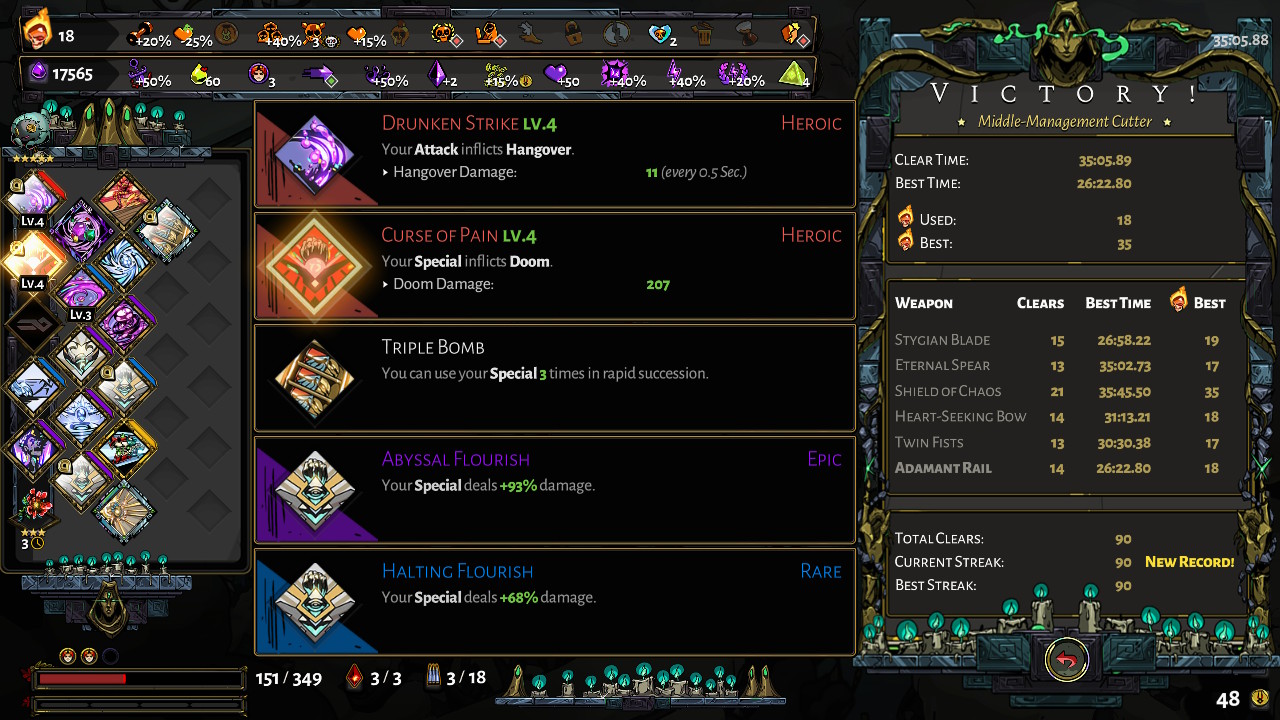 18
+20%
-25%
+40%
3
+15%
2
17565
+50%
60
3
+50%
+2
+15%
+50
+40%
+40%
+20%
4
35:05.88
Lv.4
Lv.4
Lv.3
3
DRUNKEN STRIKE LV.4
HEROIC
Your Attack inflicts Hangover.
Hangover Damage: 11 (every 0.5 Sec.)
CURSE OF PAIN LV.4
HEROIC
Your Special inflicts Doom.
Doom Damage: 207
TRIPLE BOMB
You can use your Special 3 times in rapid succession.
ABYSSAL FLOURISH
EPIC
Your Special deals +93% damage.
HALTING FLOURISH
RARE
Your Special deals +68% damage.
151 / 349
3 / 3
3 / 18
VICTORY!
Middle-Management Cutter
CLEAR TIME: 35:05.89
BEST TIME: 26:22.80
USED: 18
BEST: 35
WEAPON CLEARS BEST TIME BEST
STYGIAN BLADE 15 26:58.22 19
ETERNAL SPEAR 13 35:02.73 17
SHIELD OF CHAOS 21 35:45.50 35
HEART-SEEKING BOW 14 31:13.21 18
TWIN FISTS 13 30:30.38 17
ADAMANT RAIL 14 26:22.80 18
TOTAL CLEARS: 90
CURRENT STREAK: 90 NEW RECORD!
BEST STREAK: 90
48